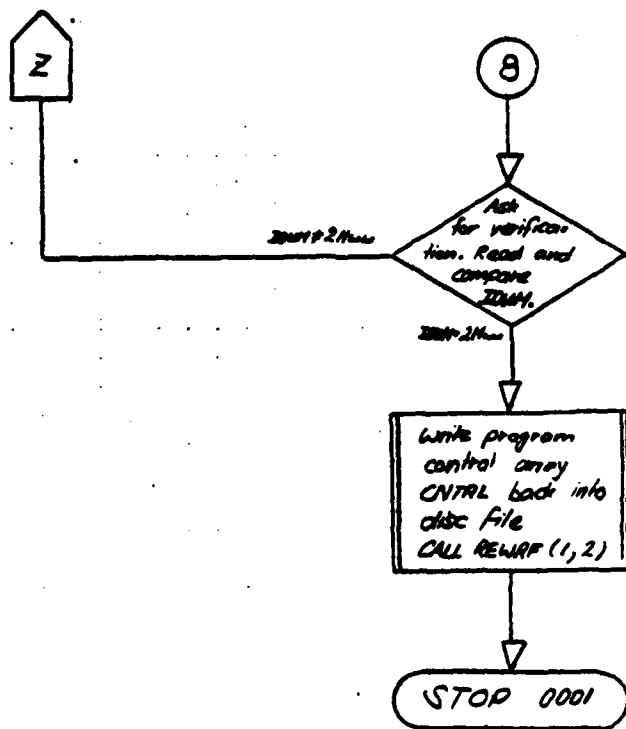 Z
8
Ask
for verifica-
tion. Read and
compare
IDUM.
Write program
control array
CNTRL back into
disc file
CALL REWRF (1,2)
STOP 0001